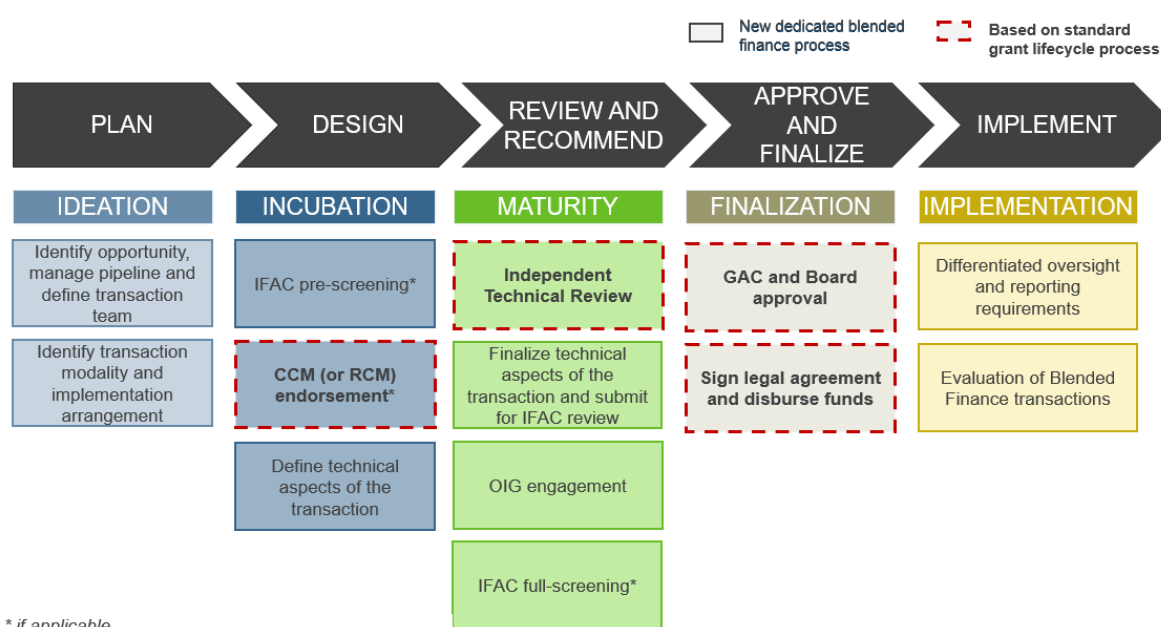 New dedicated blended
finance process
Based on standard
grant lifecycle process
PLAN
DESIGN
REVIEW AND
RECOMMEND
APPROVE
AND
FINALIZE
IMPLEMENT
IDEATION
INCUBATION
MATURITY
FINALIZATION
IMPLEMENTATION
Identify opportunity,
manage pipeline and
define transaction
team
IFAC pre-screening*
Independent
Technical Review
GAC and Board
approval
Differentiated oversight
and reporting
requirements
Identify transaction
modality and
implementation
arrangement
CCM (or RCM)
endorsement*
Finalize technical
aspects of the
transaction and submit
for IFAC review
Sign legal agreement
and disburse funds
Evaluation of Blended
Finance transactions
Define technical
aspects of the
transaction
OIG engagement
IFAC full-screening*
* if applicable